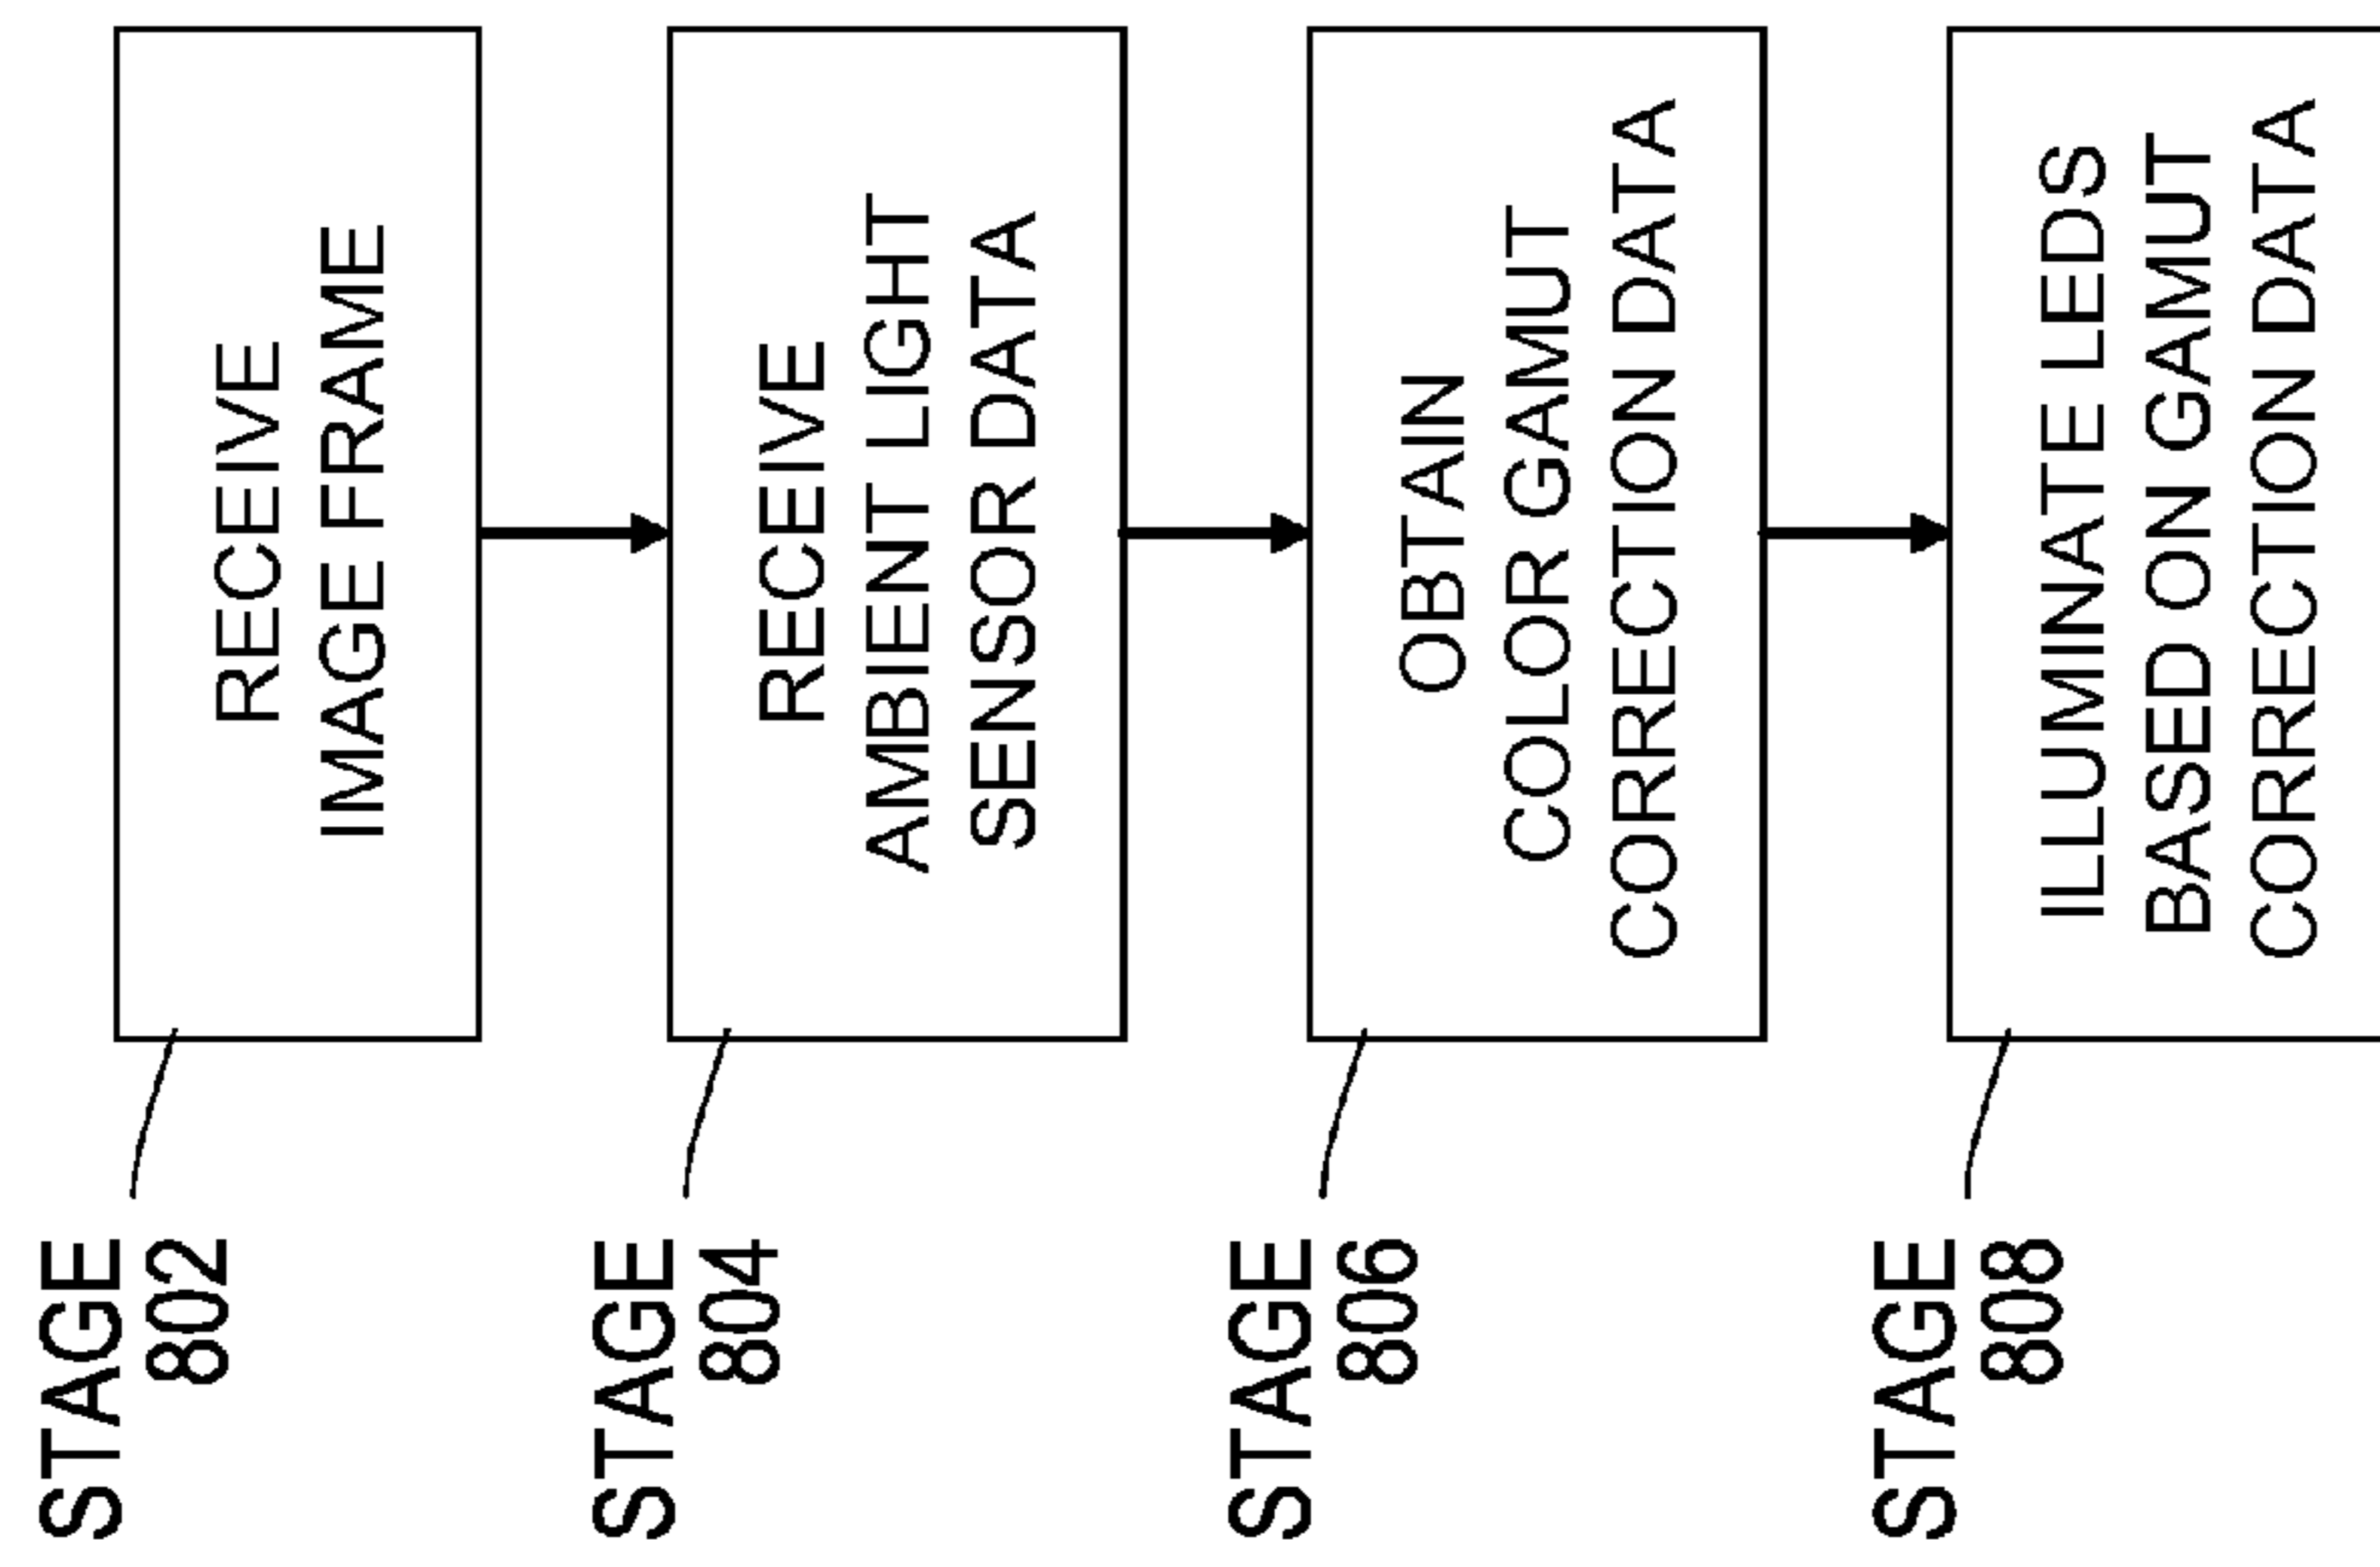 STAGE
802
RECEIVE
IMAGE FRAME
STAGE
804
RECEIVE
AMBIENT LIGHT
SENSOR DATA
STAGE
806
OBTAIN
COLOR GAMUT
CORRECTION DATA
STAGE
808
ILLUMINATE LEDS
BASED ON GAMUT
CORRECTION DATA